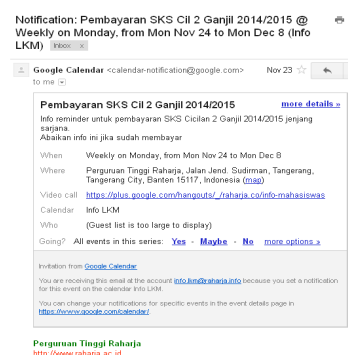 Notification: Pembayaran SKS Cil 2 Ganjil 2014/2015 @
Weekly on Monday, from Mon Nov 24 to Mon Dec 8 (Info
LKM) Inbox x
Google Calendar <calendar-notification@google.com> Nov 23
to me
Pembayaran SKS Cil 2 Ganjil 2014/2015 more details »
Info reminder untuk pembayaran SKS Cicilan 2 Ganjil 2014/2015 jenjang
sarjana.
Abaikan info ini jika sudah membayar
When Weekly on Monday, from Mon Nov 24 to Mon Dec 8
Where Perguruan Tinggi Raharja, Jalan Jend. Sudirman, Tangerang,
Tangerang City, Banten 15117, Indonesia (map)
Video call https://plus.google.com/hangouts/_/raharja.co/info-mahasiswas
Calendar Info LKM
Who (Guest list is too large to display)
Going? All events in this series: Yes - Maybe - No more options »
Invitation from Google Calendar
You are receiving this email at the account info.lkm@raharja.info because you set a notification
for this event on the calendar Info LKM.
You can change your notifications for specific events in the event details page in
https://www.google.com/calendar/.
Perguruan Tinggi Raharja
http://www.raharja.ac.id